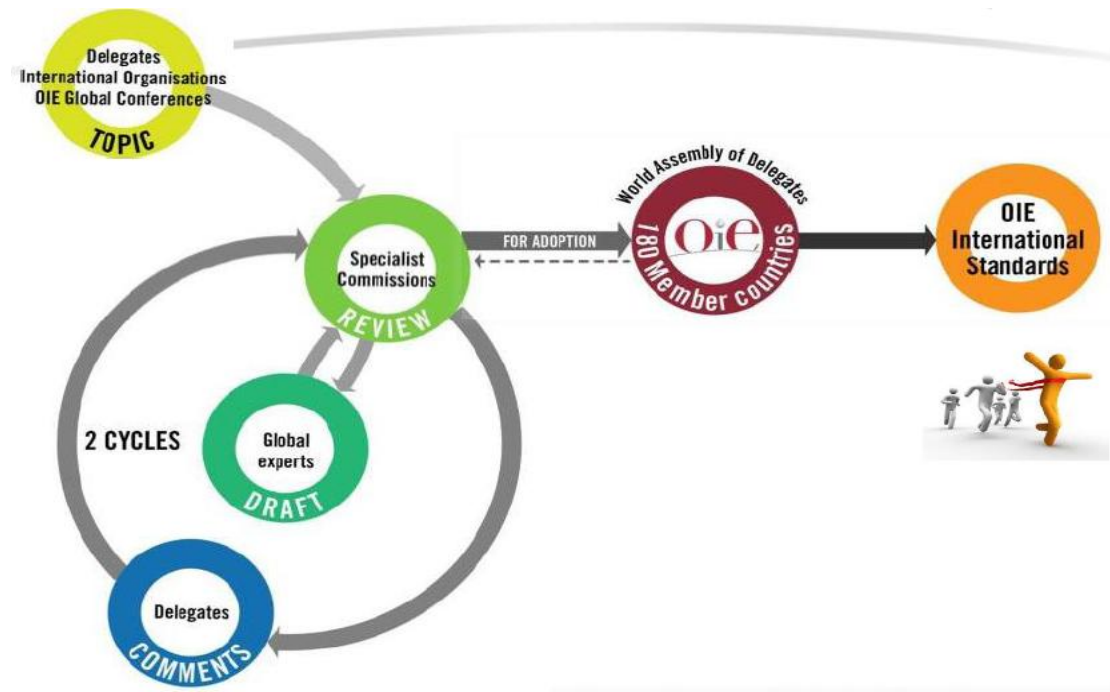 Delegates
International Organisations
OIE Global Conferences
TOPIC
World Assembly of Delegates
Specialist
Commissions
REVIEW
FOR ADOPTION
OiE
180 Member countries
OIE
International
Standards
2 CYCLES
Global
experts
DRAFT
Delegates
COMMENTS